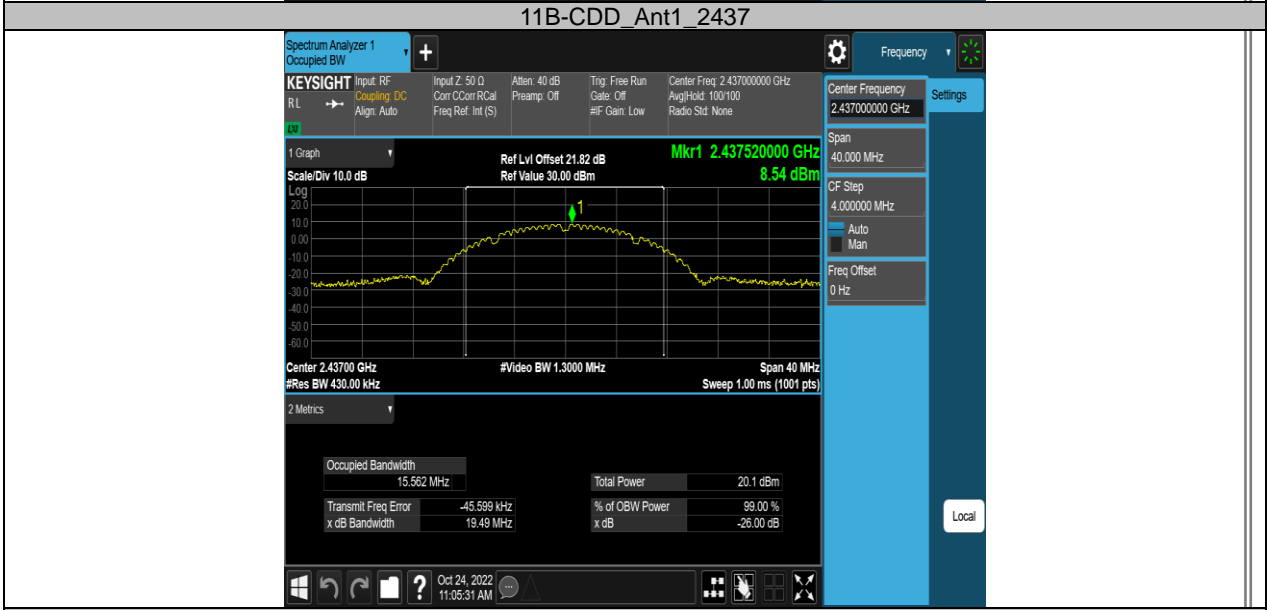 11B-CDD_Ant1_2437
Spectrum Analyzer 1
Occupied BW
Frequency
KEYSIGHT
RL
Input: RF
Coupling: DC
Align: Auto
Input Z: 50 Ω
Corr CCorr RCal
Freq Ref: Int (S)
Atten: 40 dB
Preamp: Off
Trig: Free Run
Gate: Off
#IF Gain: Low
Center Freq: 2.437000000 GHz
Avg|Hold: 100/100
Radio Std: None
LXI
1 Graph
Ref Lvl Offset 21.82 dB
Mkr1 2.437520000 GHz
Scale/Div 10.0 dB
Ref Value 30.00 dBm
8.54 dBm
Log
1
20.0
10.0
0.00
-10.0
-20.0
-30.0
-40.0
-50.0
-60.0
Center 2.43700 GHz
#Video BW 1.3000 MHz
Span 40 MHz
#Res BW 430.00 kHz
Sweep 1.00 ms (1001 pts)
2 Metrics
Occupied Bandwidth
15.562 MHz
Total Power 20.1 dBm
Transmit Freq Error -45.599 kHz
% of OBW Power 99.00 %
x dB Bandwidth 19.49 MHz
x dB -26.00 dB
Center Frequency
2.437000000 GHz
Settings
Span
40.000 MHz
CF Step
4.000000 MHz
Auto
Man
Freq Offset
0 Hz
Local
?
Oct 24, 2022
11:05:31 AM